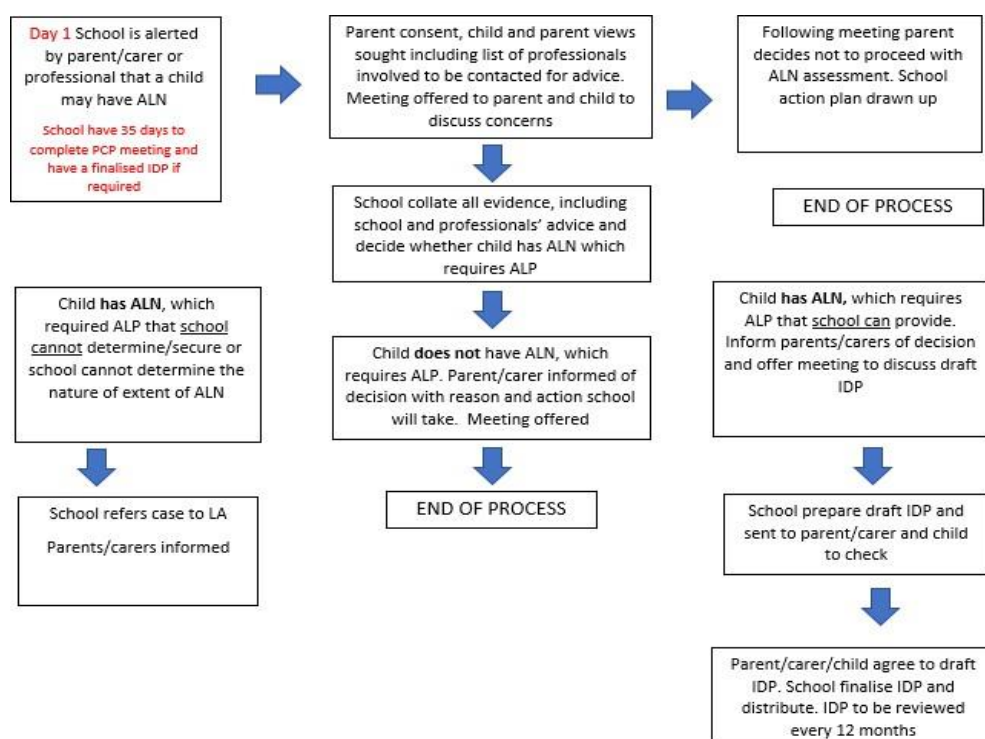 Day 1 School is alerted
by parent/carer or
professional that a child
may have ALN
School have 35 days to
complete PCP meeting and
have a finalised IDP if
required
Parent consent, child and parent views
sought including list of professionals
involved to be contacted for advice.
Meeting offered to parent and child to
discuss concerns
Following meeting parent
decides not to proceed with
ALN assessment. School
action plan drawn up
END OF PROCESS
School collate all evidence, including
school and professionals’ advice and
decide whether child has ALN which
requires ALP
Child has ALN, which
required ALP that school
cannot determine/secure or
school cannot determine the
nature of extent of ALN
Child does not have ALN, which
requires ALP. Parent/carer informed of
decision with reason and action school
will take.  Meeting offered
Child has ALN, which requires
ALP that school can provide.
Inform parents/carers of decision
and offer meeting to discuss draft
IDP
School refers case to LA
Parents/carers informed
END OF PROCESS
School prepare draft IDP and
sent to parent/carer and child
to check
Parent/carer/child agree to draft
IDP. School finalise IDP and
distribute. IDP to be reviewed
every 12 months